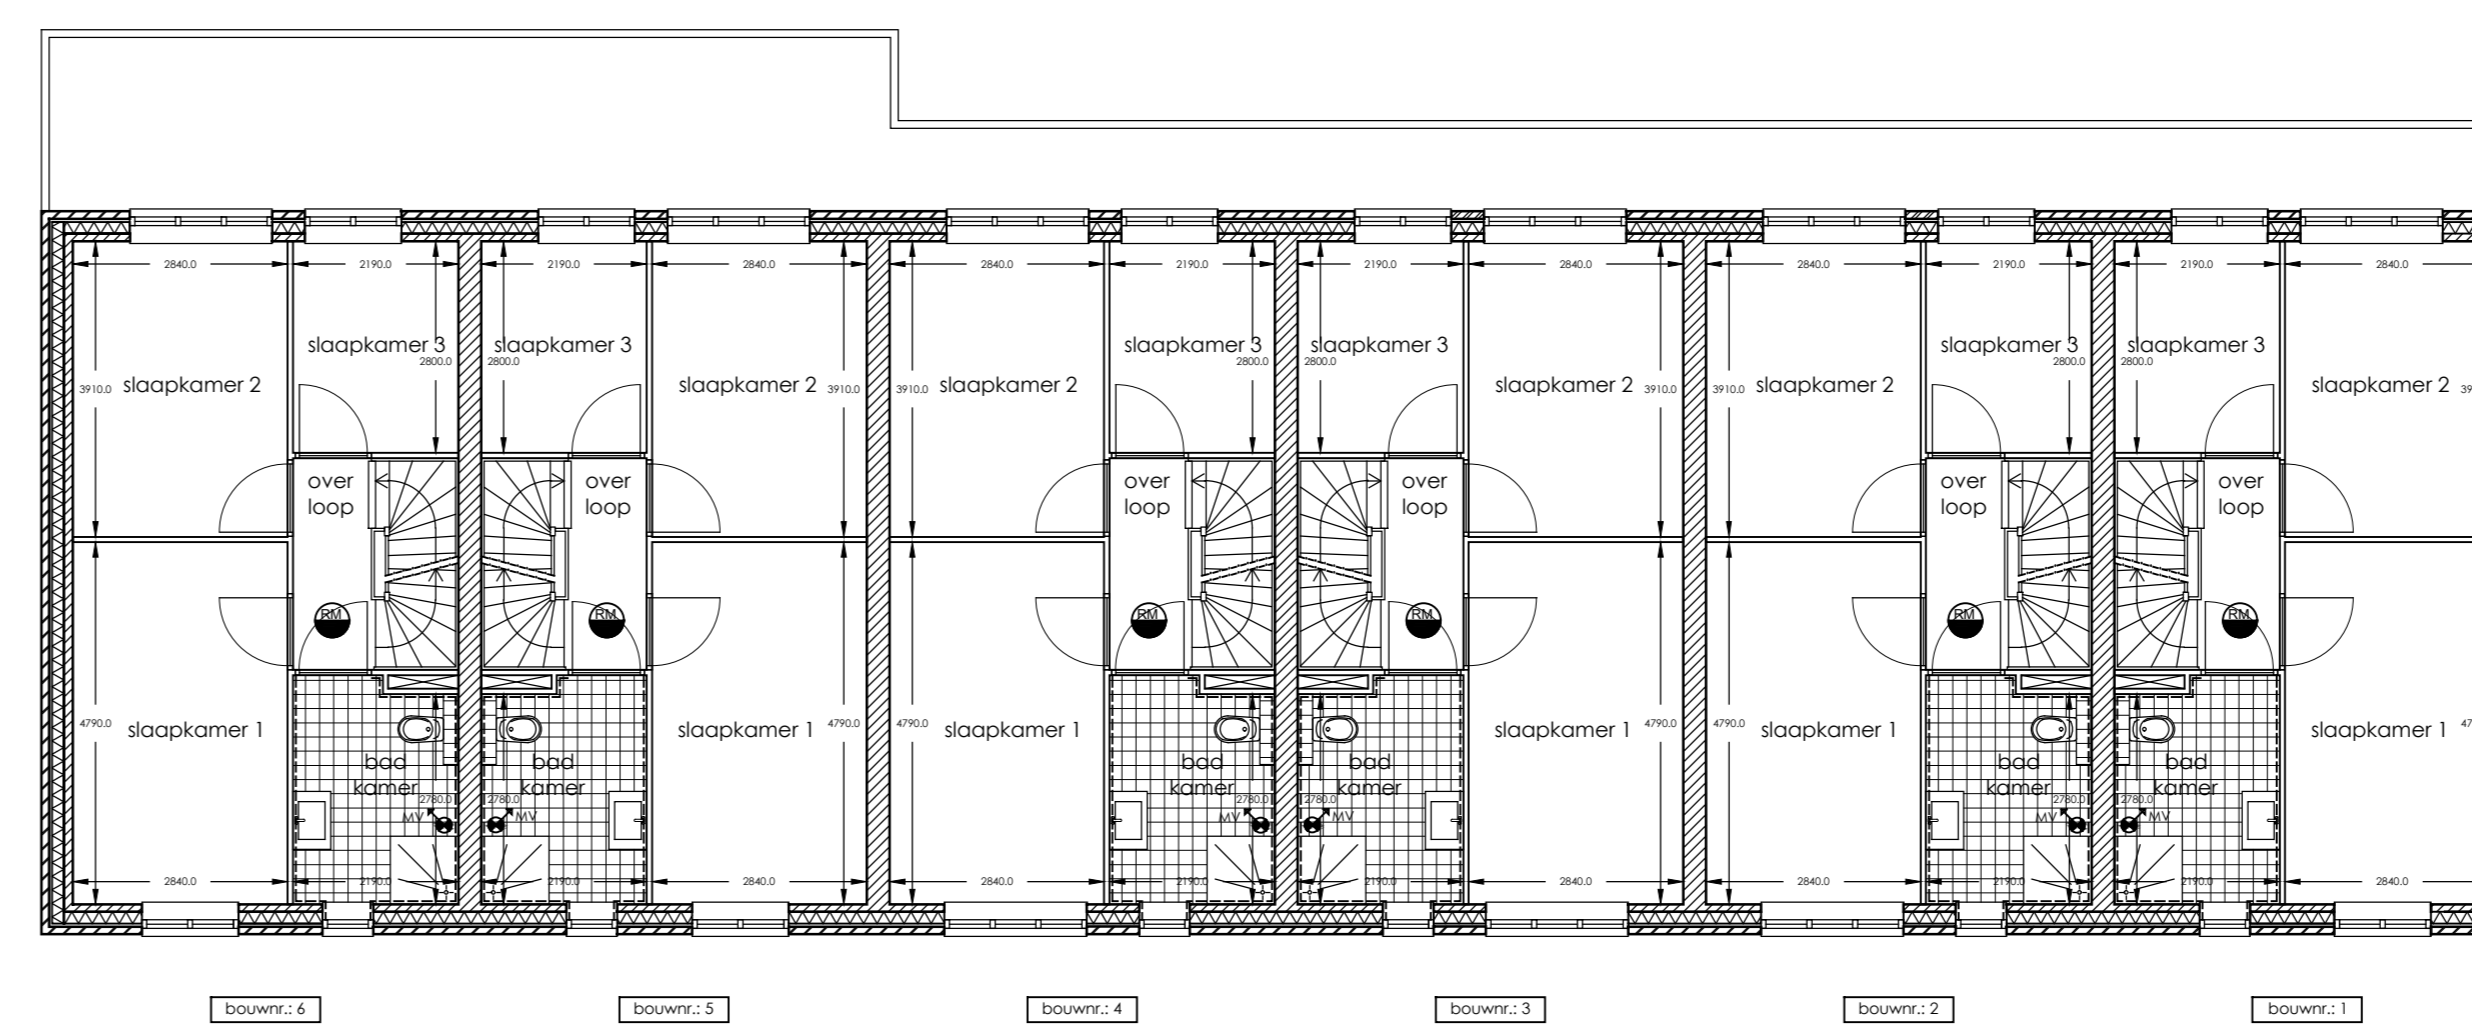 2840.0 2190.0 2190.0 2840.0 2840.0 2190.0 2190.0 2840.0 2840.0 2190.0 2190.0 2840.0
slaapkamer 3 slaapkamer 3 slaapkamer 3 slaapkamer 3 slaapkamer 3 slaapkamer 3
2800.0 2800.0 2800.0 2800.0 2800.0 2800.0
3910.0 slaapkamer 2 slaapkamer 2 3910.0 3910.0 slaapkamer 2 slaapkamer 2 3910.0 3910.0 slaapkamer 2 slaapkamer 2 39
over over over over over over
loop loop loop loop loop loop
RM RM RM RM RM RM
4790.0 slaapkamer 1 slaapkamer 1 4790.0 4790.0 slaapkamer 1 slaapkamer 1 4790.0 4790.0 slaapkamer 1 slaapkamer 1 47
bad bad bad bad bad bad
kamer kamer kamer kamer kamer kamer
2780.0 2780.0 2780.0 2780.0 2780.0 2780.0
MV MV MV MV MV MV
2840.0 2190.0 2190.0 2840.0 2840.0 2190.0 2190.0 2840.0 2840.0 2190.0 2190.0 2840.0
bouwnr.: 6 bouwnr.: 5 bouwnr.: 4 bouwnr.: 3 bouwnr.: 2 bouwnr.: 1